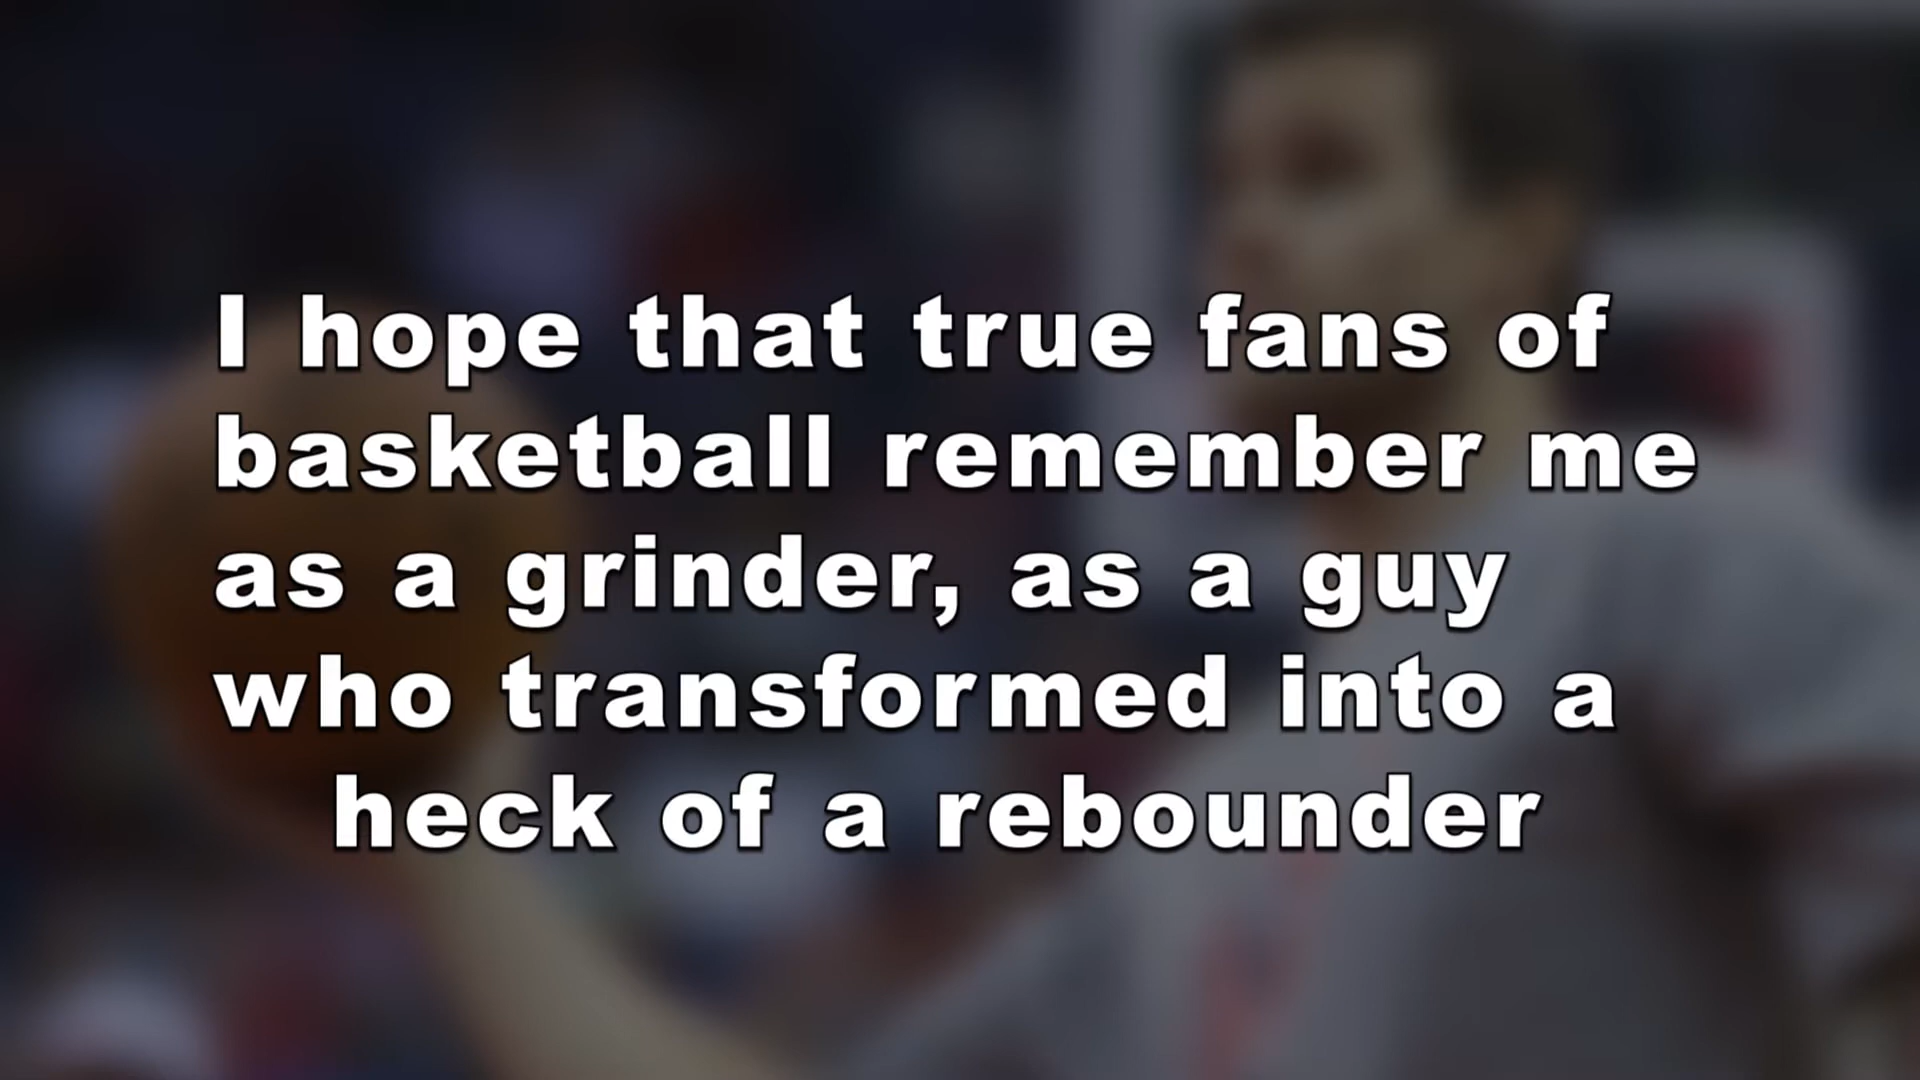 I hope that true fans of
basketball remember me
as a grinder, as a guy
who transformed into a
heck of a rebounder